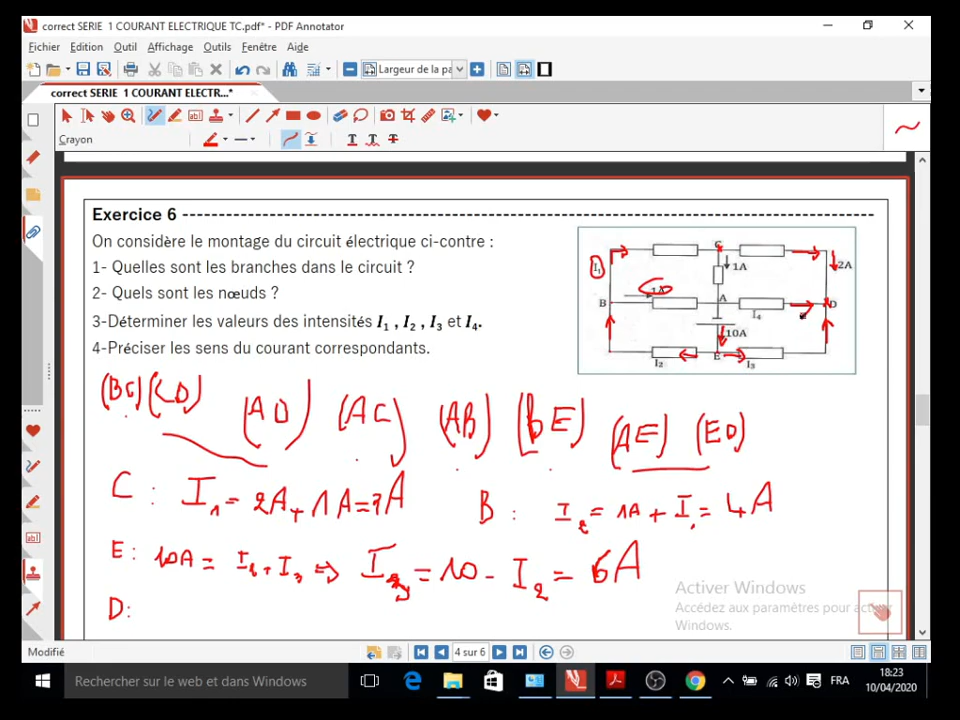 correct SERIE 1 COURANT ELECTRIQUE TC.pdf* - PDF Annotator
Fichier Edition Outil Affichage Outils Fenêtre Aide
Largeur de la pa
correct SERIE 1 COURANT ELECTR...*
Crayon
Exercice 6
On considère le montage du circuit électrique ci-contre :
1- Quelles sont les branches dans le circuit ?
2- Quels sont les nœuds ?
3-Déterminer les valeurs des intensités I1 , I2 , I3 et I4.
4-Préciser les sens du courant correspondants.
C
I1 1A 2A
B 1A A D
I4
10A
I2 E I3
(BC) (CD) (AD) (AC) (AB) (BE) (AE) (ED)
C : I1 = 2A + 1A = 3A B : I2 = 1A + I1 = 4A
E : 10A = I2 + I3 => I3 = 10 - I2 = 6A
D:
Activer Windows
Accédez aux paramètres pour activer
Windows.
Modifié 4 sur 6
Rechercher sur le web et dans Windows FRA 18:23
10/04/2020